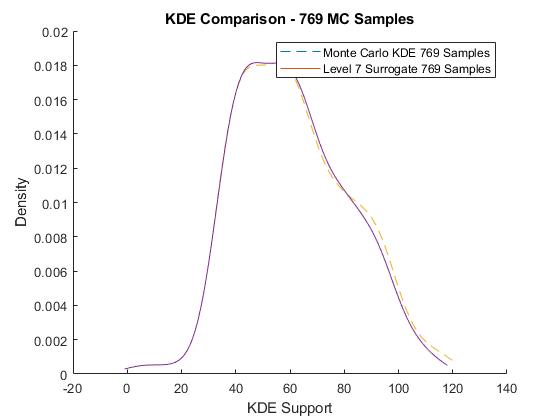 KDE Comparison - 769 MC Samples
0.02
0.018
0.016
0.014
0.012
0.01
0.008
0.006
0.004
0.002
0
Density
Monte Carlo KDE 769 Samples
Level 7 Surrogate 769 Samples
-20 0 20 40 60 80 100 120 140
KDE Support